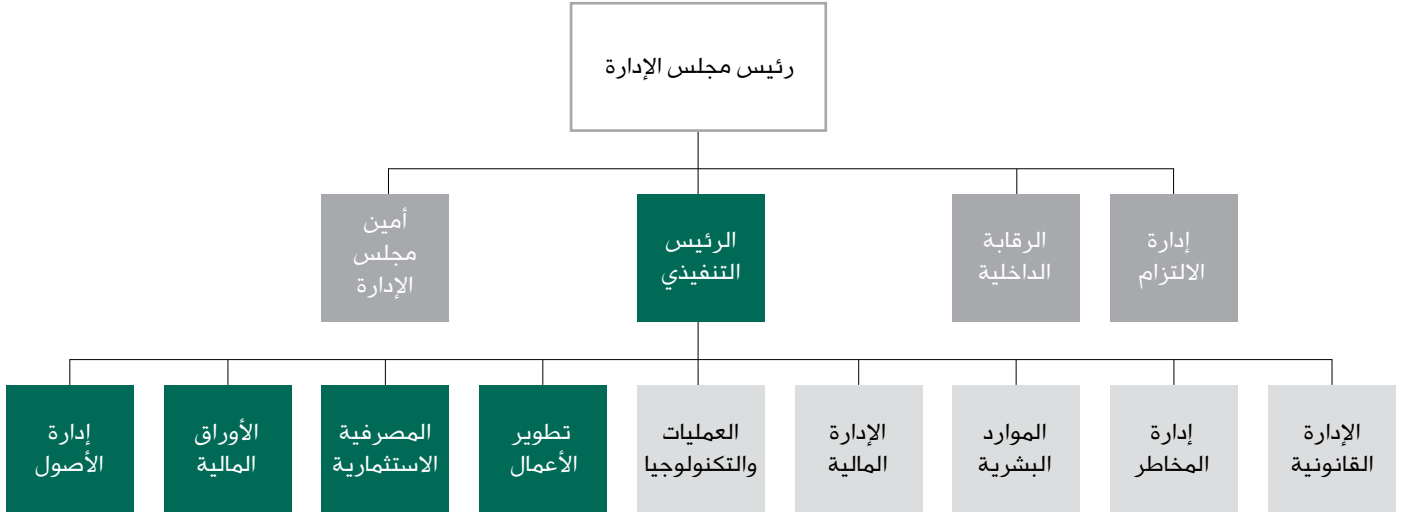 رئيس مجلس الإدارة
إدارة
الالتزام
الرقابة
الداخلية
الرئيس
التنفيذي
أمين
مجلس
الإدارة
الإدارة
القانونية
إدارة
المخاطر
الموارد
البشرية
الإدارة
المالية
العمليات
والتكنولوجيا
تطوير
الأعمال
المصرفية
الاستثمارية
الأوراق
المالية
إدارة
الأصول